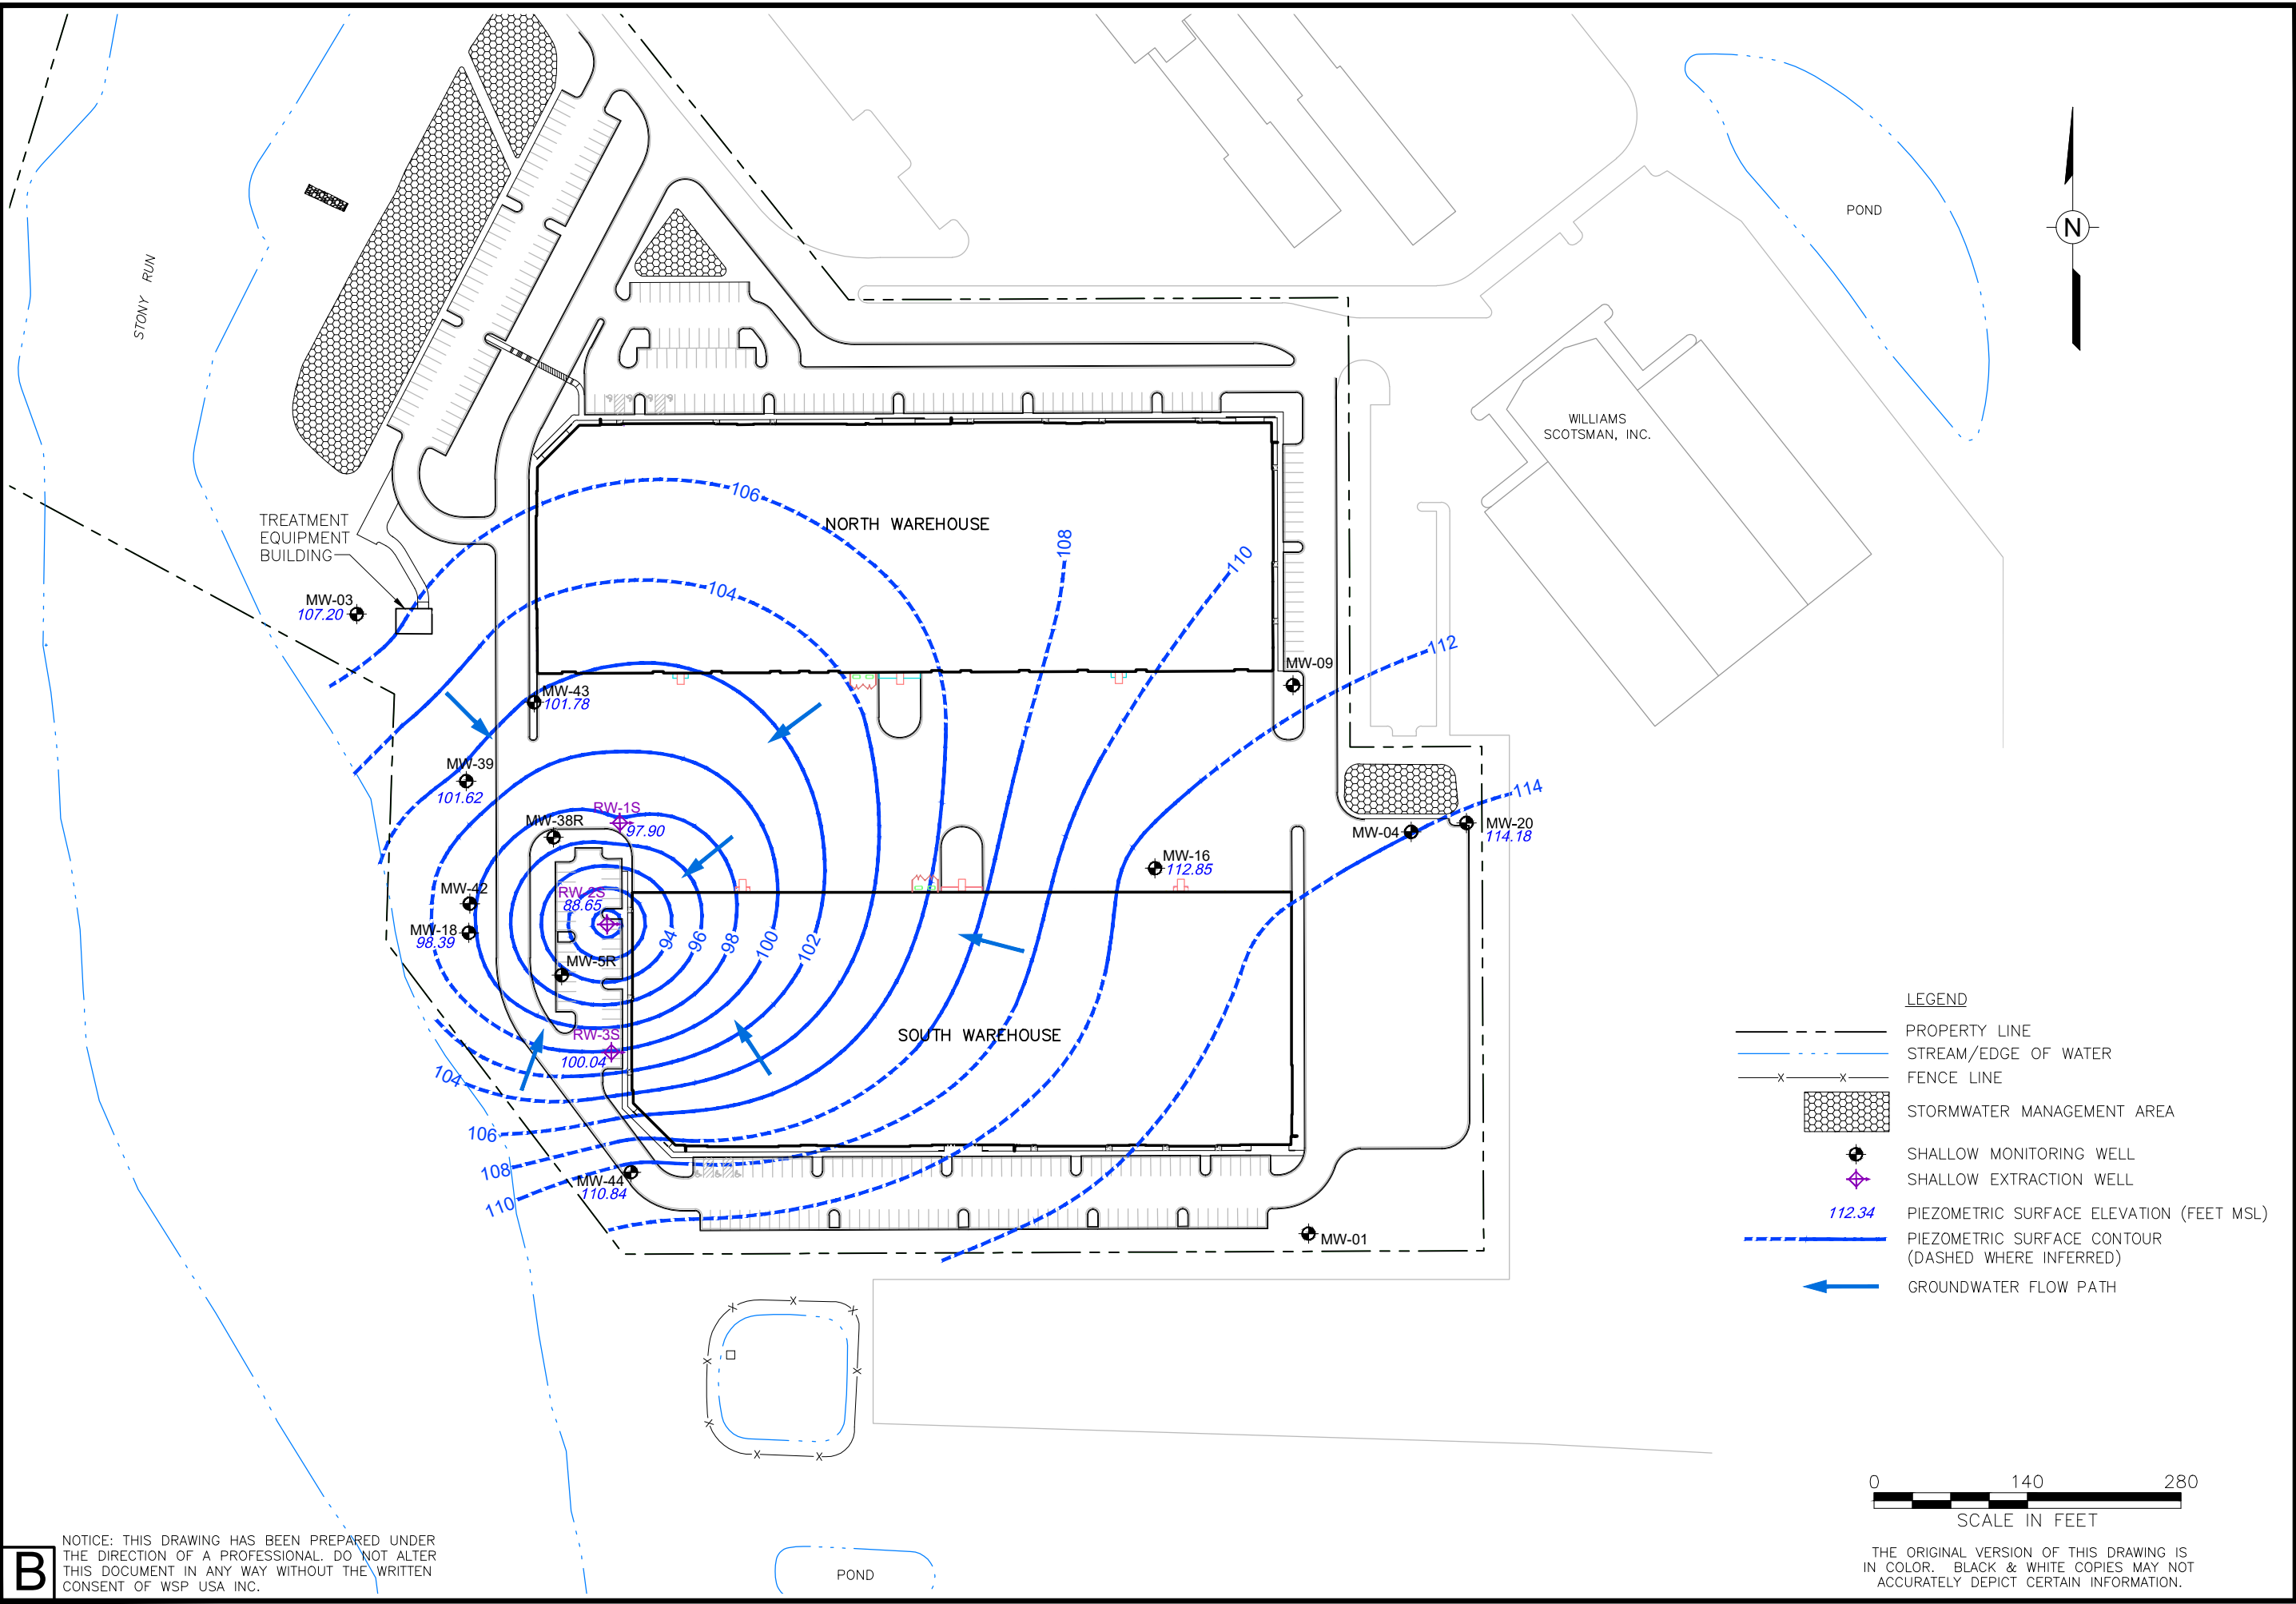 POND
N
STONY RUN
WILLIAMS
SCOTSMAN, INC.
106
NORTH WAREHOUSE
TREATMENT
EQUIPMENT
BUILDING
108
110
104
MW-03
107.20
112
MW-09
MW-43
101.78
MW-39
101.62
114
RW-1S
97.90
MW-38R
MW-20
114.18
MW-04
MW-16
112.85
MW-42
RW-2S
88.65
MW-18
98.39
94
96
98
100
102
MW-5R
LEGEND
PROPERTY LINE
STREAM/EDGE OF WATER
X
X
FENCE LINE
STORMWATER MANAGEMENT AREA
SHALLOW MONITORING WELL
SHALLOW EXTRACTION WELL
112.34
PIEZOMETRIC SURFACE ELEVATION (FEET MSL)
PIEZOMETRIC SURFACE CONTOUR
(DASHED WHERE INFERRED)
GROUNDWATER FLOW PATH
RW-3S
100.04
SOUTH WAREHOUSE
104
106
108
110
MW-44
110.84
MW-01
X
X
X
X
X
X
X
X
0 140 280
SCALE IN FEET
THE ORIGINAL VERSION OF THIS DRAWING IS
IN COLOR. BLACK & WHITE COPIES MAY NOT
ACCURATELY DEPICT CERTAIN INFORMATION.
POND
B
NOTICE: THIS DRAWING HAS BEEN PREPARED UNDER
THE DIRECTION OF A PROFESSIONAL. DO NOT ALTER
THIS DOCUMENT IN ANY WAY WITHOUT THE WRITTEN
CONSENT OF WSP USA INC.